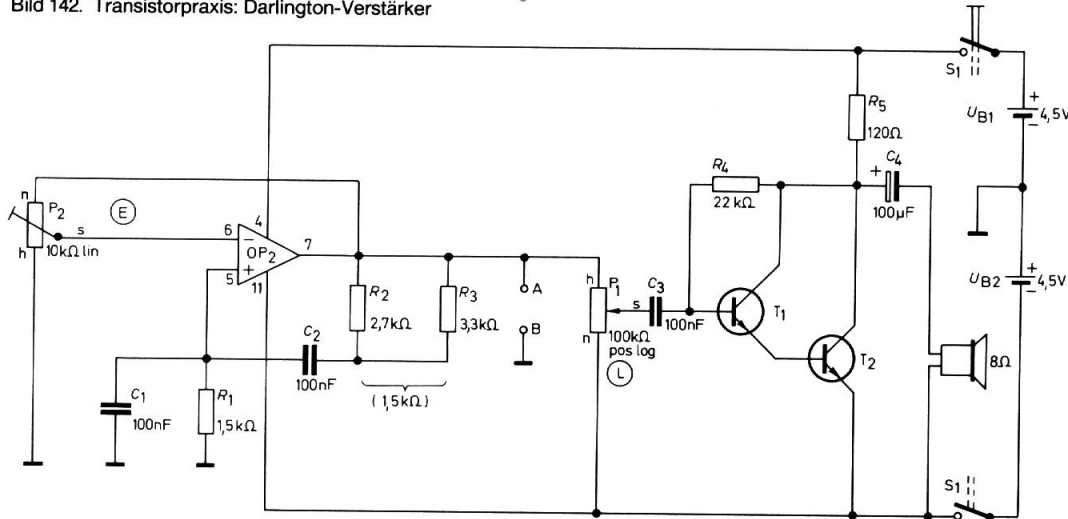 Bild 142. Transistorpraxis: Darlington-Verstärker
S1
R5
120Ω
UB1
+
4,5V
−
R4
22 kΩ
+
C4
100µF
n
P2
E
s
h
10kΩ lin
4
6
−
OP2
7
+
5
11
A
B
R2
2,7kΩ
R3
3,3kΩ
h
P1
s
n
100kΩ
pos log
L
C3
100nF
T1
T2
UB2
+
4,5V
−
8Ω
C2
100nF
(1,5kΩ)
C1
100nF
R1
1,5kΩ
S1